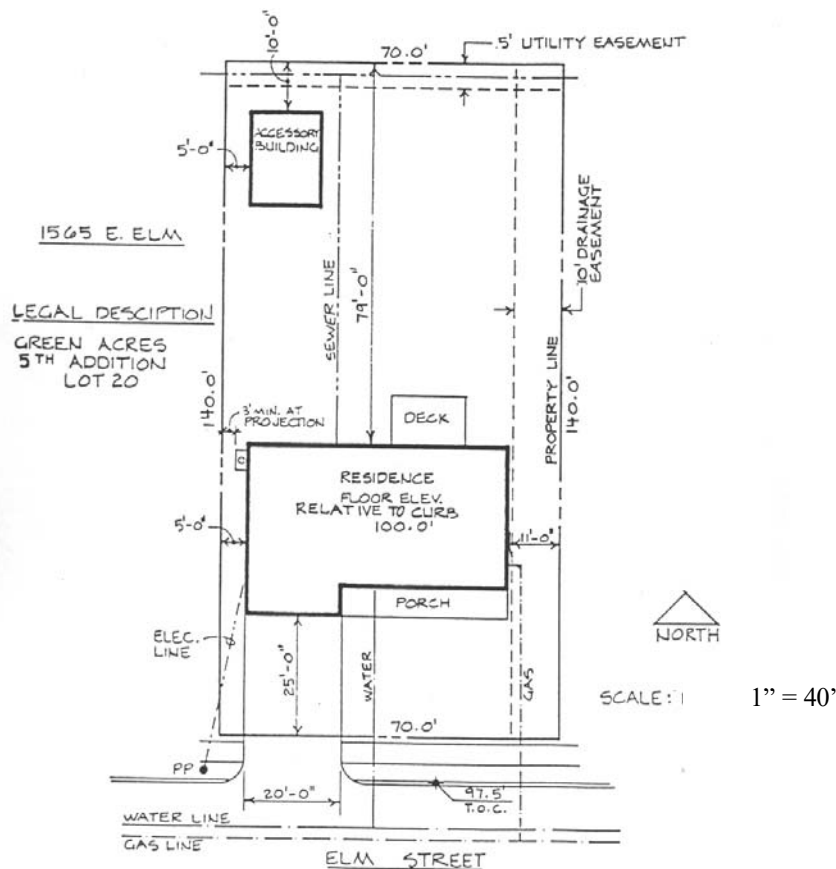 70.0'
.5' UTILITY EASEMENT
10'-0"
ACCESSORY
BUILDING
5'-0"
1565 E. ELM
LEGAL DESCIPTION
GREEN ACRES
5TH ADDITION
LOT 20
SEWER LINE
79'-0"
10' DRAINAGE
EASEMENT
PROPERTY LINE
140.0'
140.0'
3' MIN. AT
PROJECTION
DECK
RESIDENCE
FLOOR ELEV.
RELATIVE TO CURB
100.0'
5'-0"
11'-0"
PORCH
ELEC.
LINE
25'-0"
WATER
GAS
NORTH
SCALE: 1
1" = 40'
70.0'
PP
20'-0"
97.5'
T.O.C.
WATER LINE
GAS LINE
ELM STREET